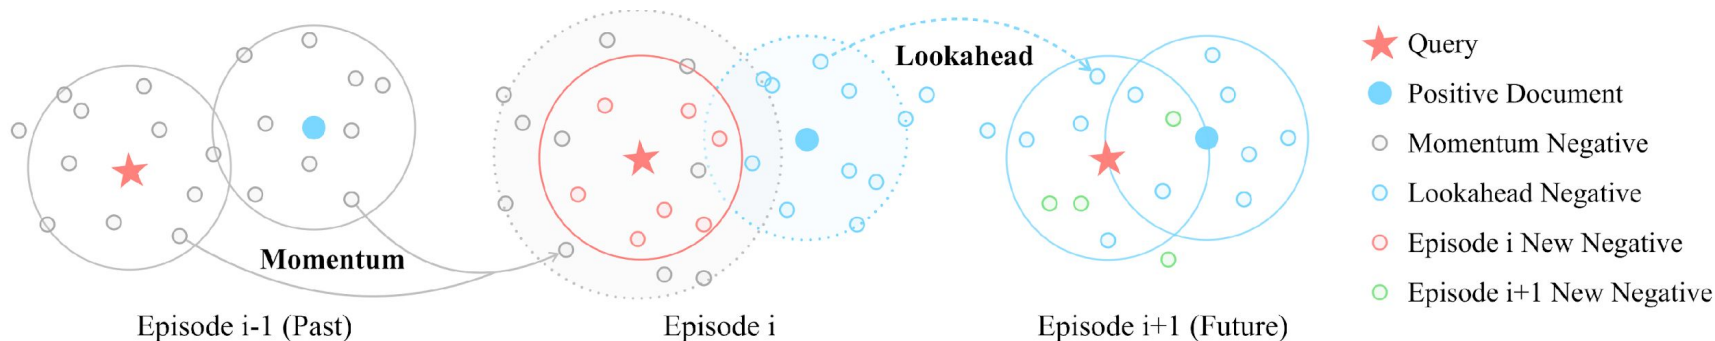 Momentum
Lookahead
Episode i-1 (Past)
Episode i
Episode i+1 (Future)
Query
Positive Document
Momentum Negative
Lookahead Negative
Episode i New Negative
Episode i+1 New Negative